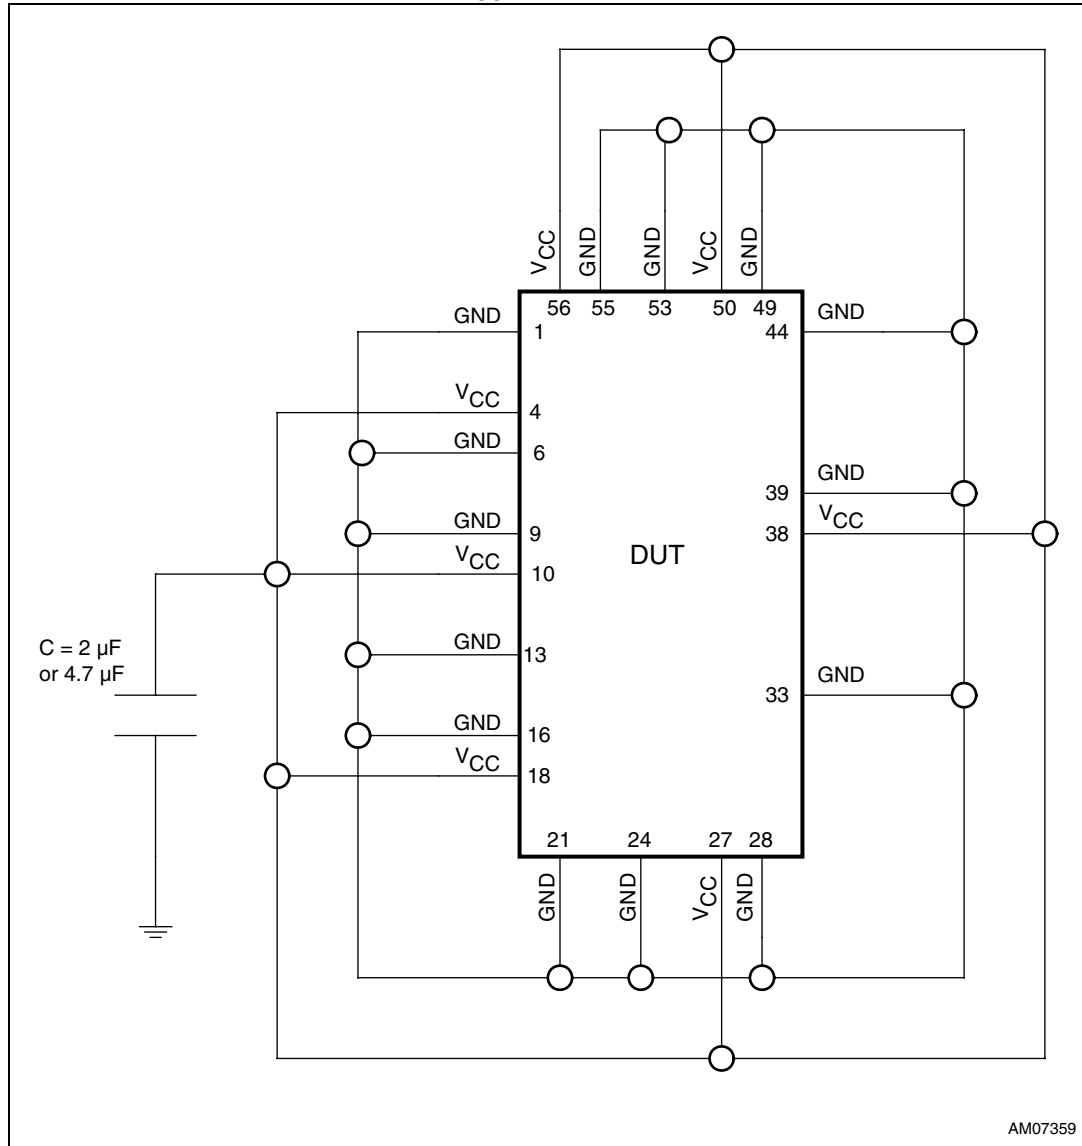 VCC
GND
GND
VCC
GND
56
55
53
50
49
GND
1
44
GND
VCC
4
GND
6
GND
9
VCC
10
39
GND
38
VCC
DUT
C = 2 µF
or 4.7 µF
GND
13
33
GND
GND
16
VCC
18
21
24
27
28
GND
GND
VCC
GND
AM07359